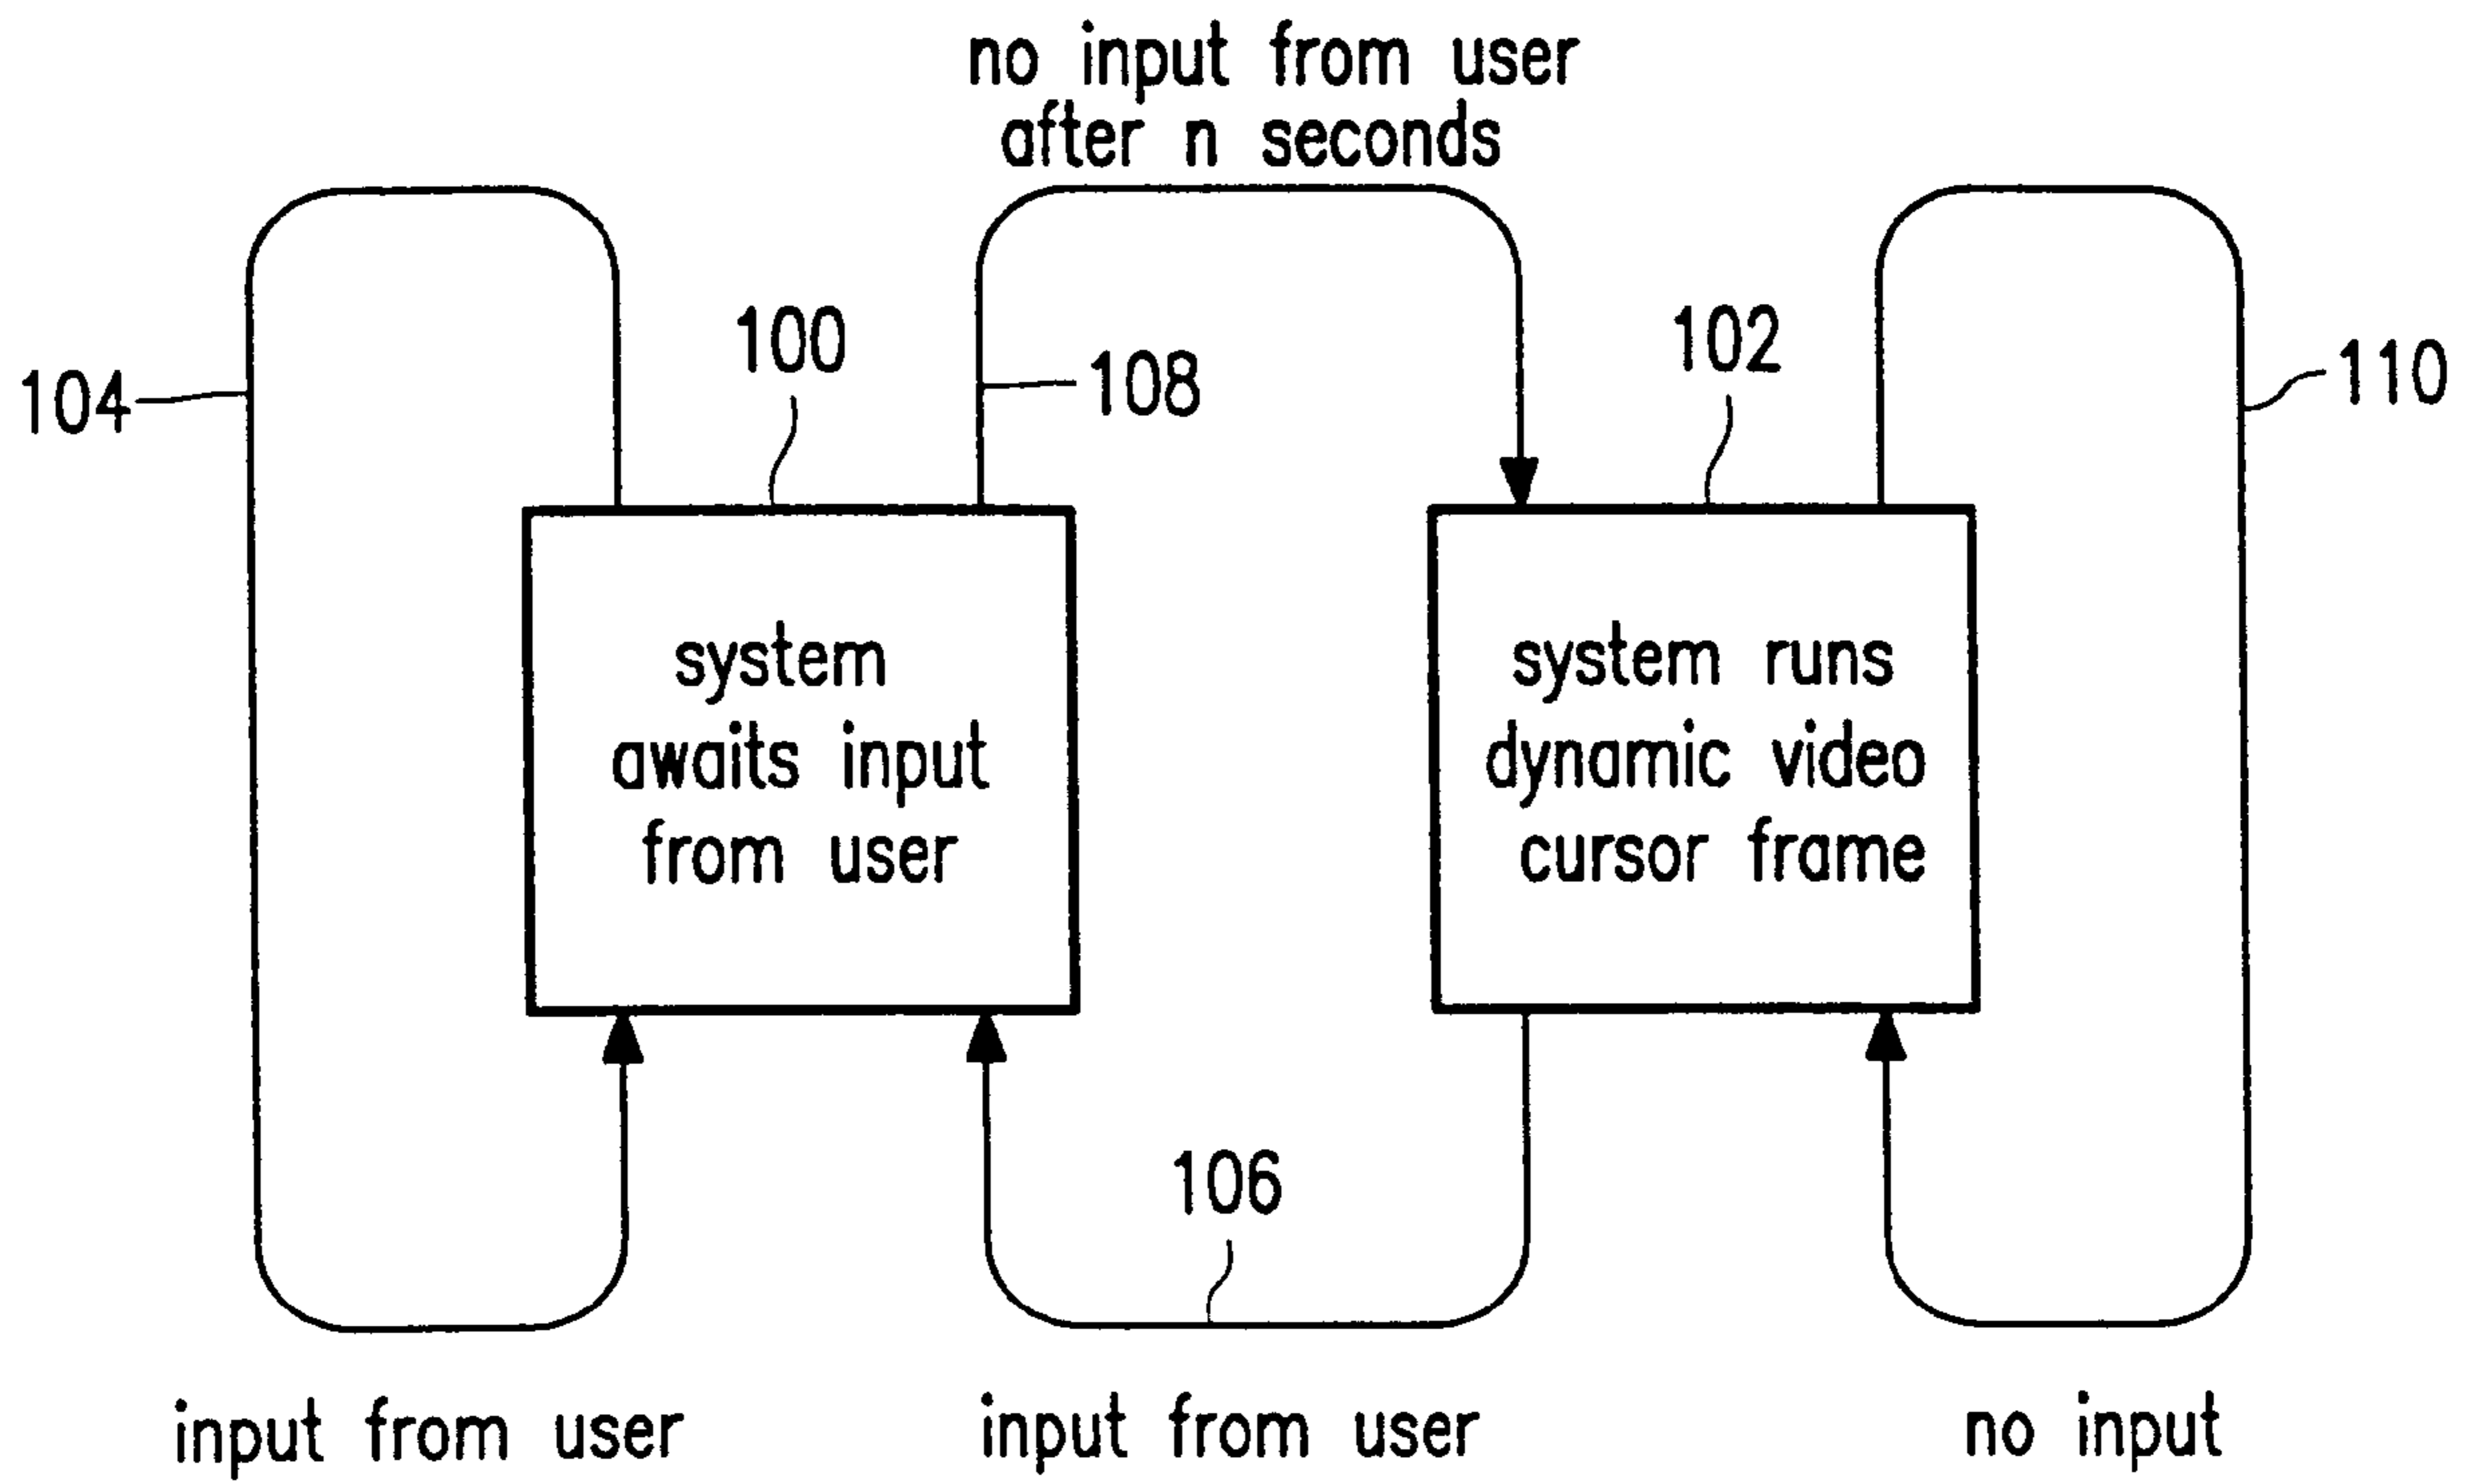 no input from user
after n seconds
104
100
108
102
110
system
awaits input
from user
system runs
dynamic video
cursor frame
106
input from user
input from user
no input